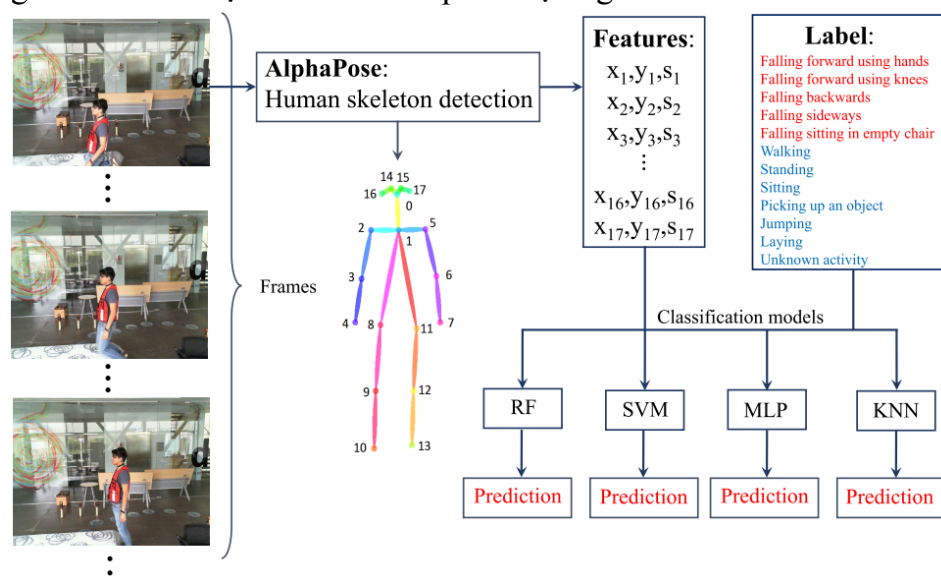 AlphaPose:
Human skeleton detection
Frames
14 15
16 17
0
2 5
1
3 6
4 8 7
11
9 12
10 13
Features:
x1,y1,s1
x2,y2,s2
x3,y3,s3
⋮
x16,y16,s16
x17,y17,s17
Label:
Falling forward using hands
Falling forward using knees
Falling backwards
Falling sideways
Falling sitting in empty chair
Walking
Standing
Sitting
Picking up an object
Jumping
Laying
Unknown activity
Classification models
RF SVM MLP KNN
Prediction Prediction Prediction Prediction